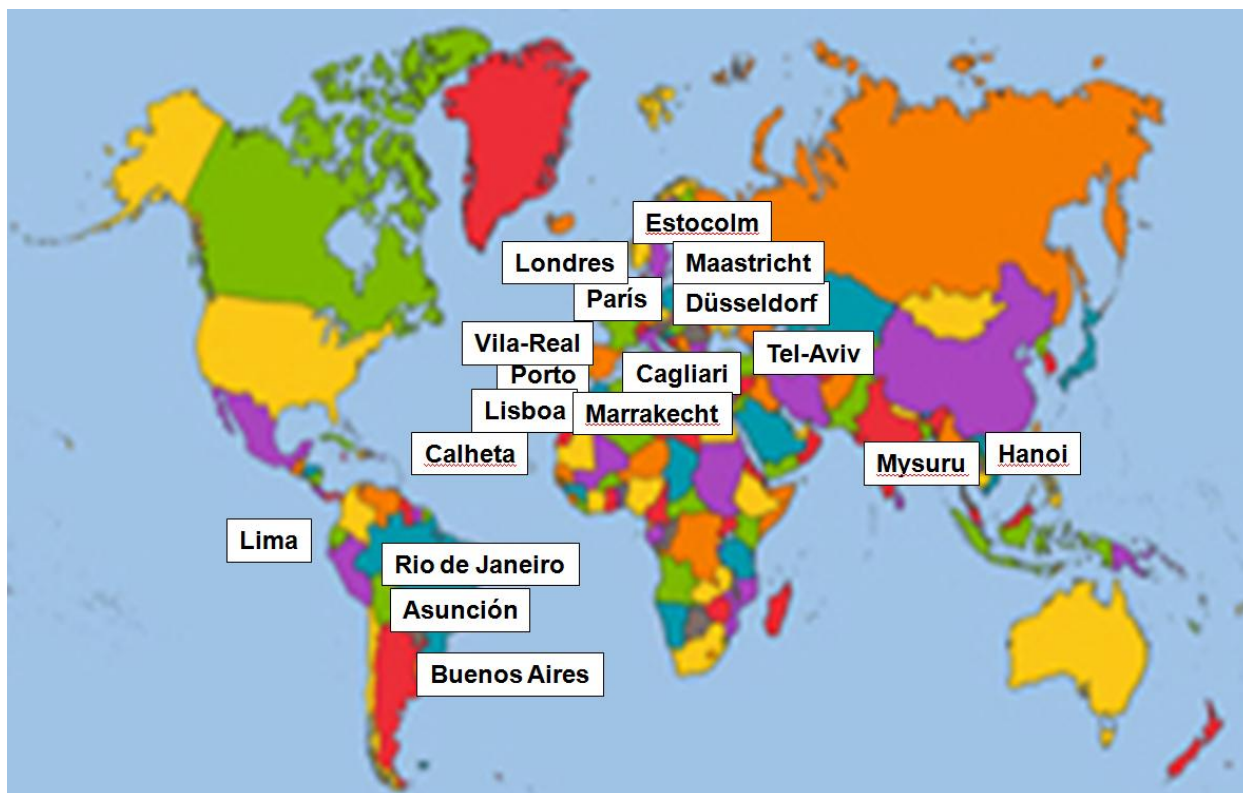 Estocolm
Londres
Maastricht
París
Düsseldorf
Vila-Real
Tel-Aviv
Porto
Cagliari
Lisboa
Marrakecht
Calheta
Mysuru
Hanoi
Lima
Rio de Janeiro
Asunción
Buenos Aires